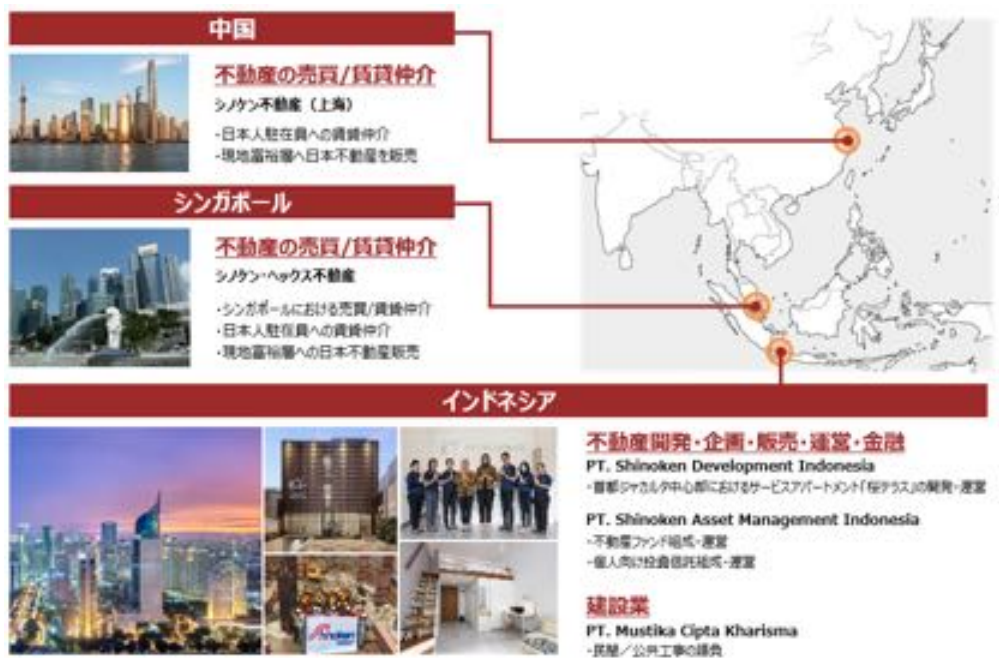 中国
不動産の売買/賃貸仲介
シノケン不動産（上海）
・日本人駐在員への賃貸仲介
・現地富裕層へ日本不動産を販売
シンガポール
不動産の売買/賃貸仲介
シノケン・ヘックス不動産
・シンガポールにおける売買/賃貸仲介
・日本人駐在員への賃貸仲介
・現地富裕層への日本不動産販売
インドネシア
不動産開発・企画・販売・運営・金融
PT. Shinoken Development Indonesia
・首都ジャカルタ中心部におけるサービスアパートメント「桜テラス」の開発・運営
PT. Shinoken Asset Management Indonesia
・不動産ファンド組成・運営
・個人向け投資信託組成・運営
建設業
PT. Mustika Cipta Kharisma
・民間／公共工事の請負
Shinoken